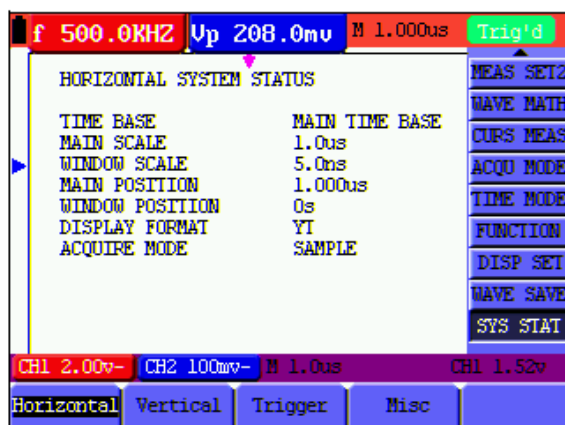 f 500.0KHZ Vp 208.0mv M 1.000us Trig'd
HORIZONTAL SYSTEM STATUS
TIME BASE MAIN TIME BASE
MAIN SCALE 1.0us
WINDOW SCALE 5.0ns
MAIN POSITION 1.000us
WINDOW POSITION 0s
DISPLAY FORMAT YT
ACQUIRE MODE SAMPLE
MEAS SET2
WAVE MATH
CURS MEAS
ACQU MODE
TIME MODE
FUNCTION
DISP SET
WAVE SAVE
SYS STAT
CH1 2.00v- CH2 100mv- M 1.0us CH1 1.52v
Horizontal Vertical Trigger Misc